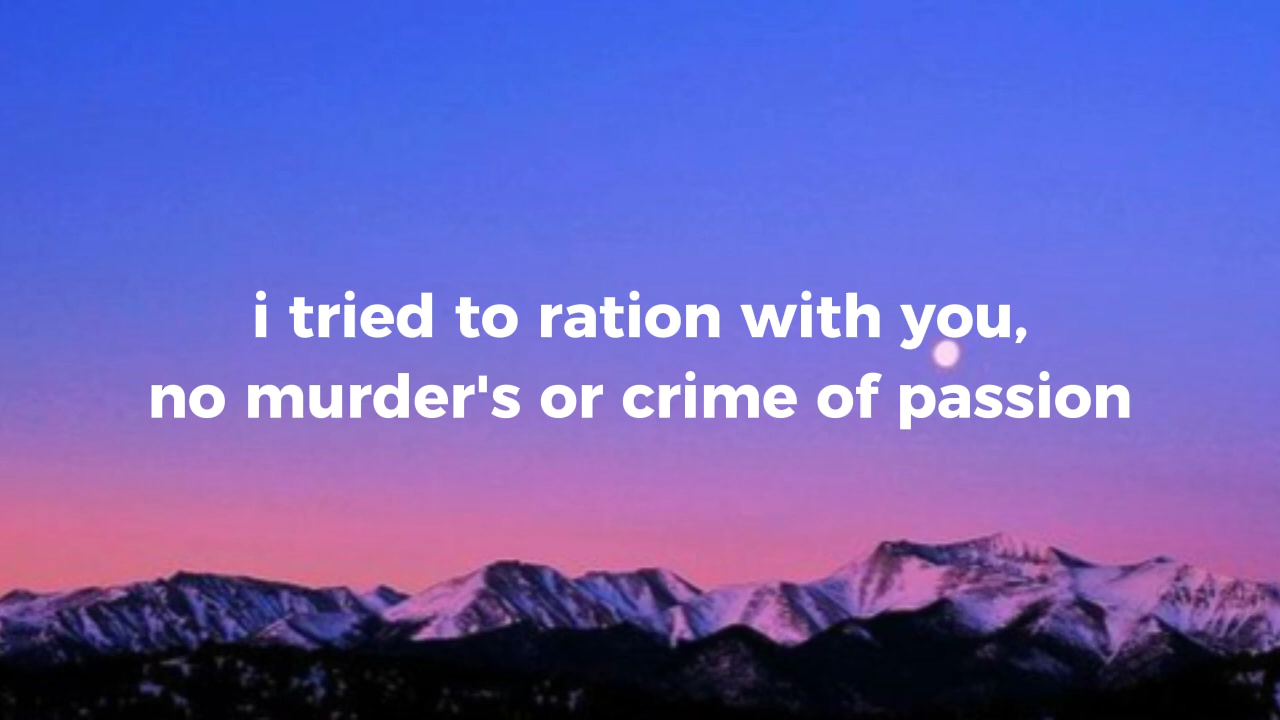 i tried to ration with you,
no murder's or crime of passion